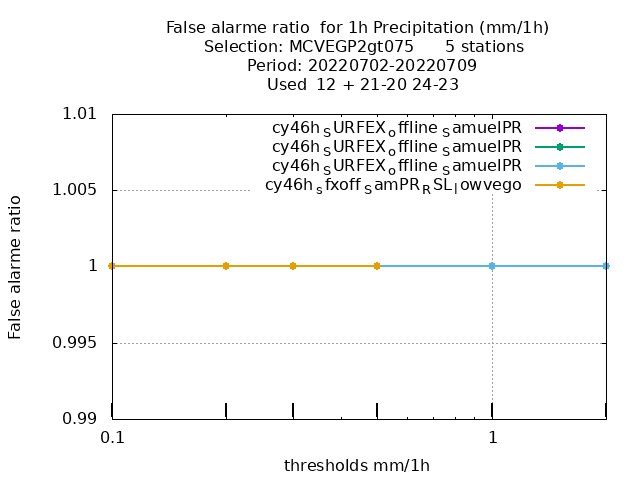 False alarme ratio  for 1h Precipitation (mm/1h)
Selection: MCVEGP2gt075      5 stations
Period: 20220702-20220709
Used  12 + 21-20 24-23
1.01
cy46h_SURFEX_offline_SamuelPR
cy46h_SURFEX_offline_SamuelPR
cy46h_SURFEX_offline_SamuelPR
cy46h_sfxoff_SamPR_RSL_lowvego
1.005
1
0.995
0.99
0.1
1
False alarme ratio
thresholds mm/1h